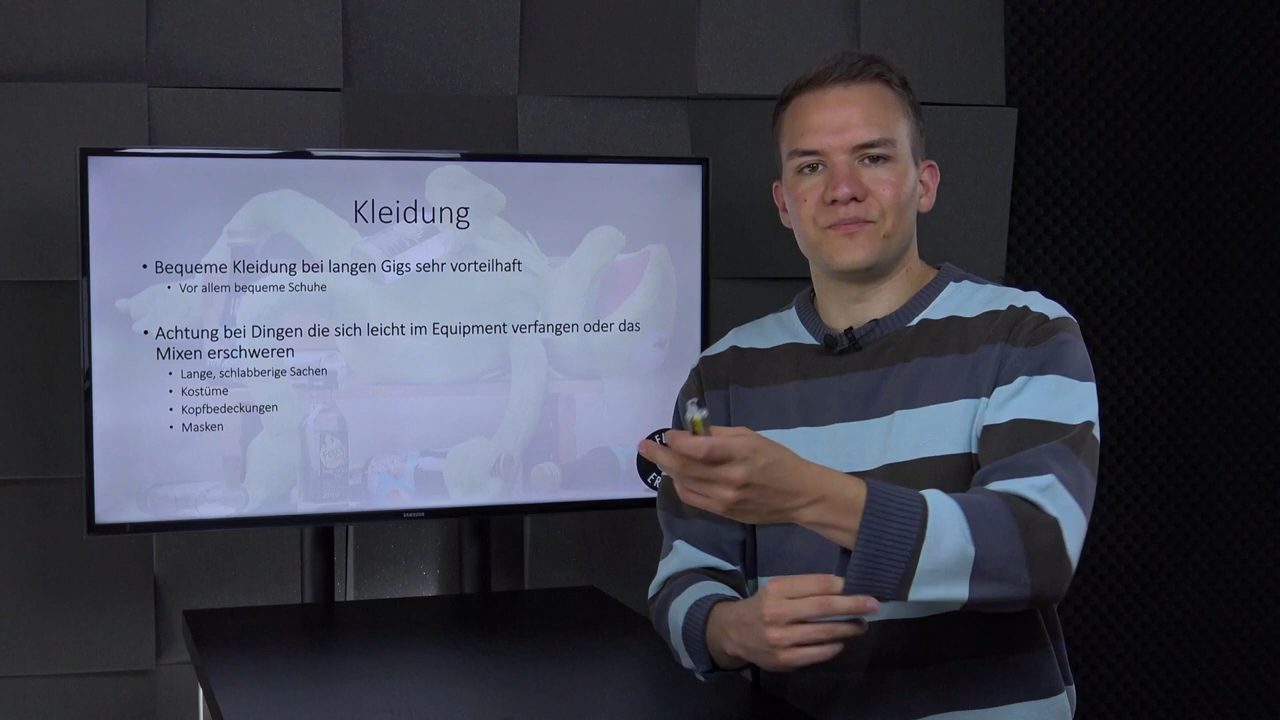 Kleidung
• Bequeme Kleidung bei langen Gigs sehr vorteilhaft
• Vor allem bequeme Schuhe
• Achtung bei Dingen die sich leicht im Equipment verfangen oder das
Mixen erschweren
• Lange, schlabberige Sachen
• Kostüme
• Kopfbedeckungen
• Masken
SAMSUNG